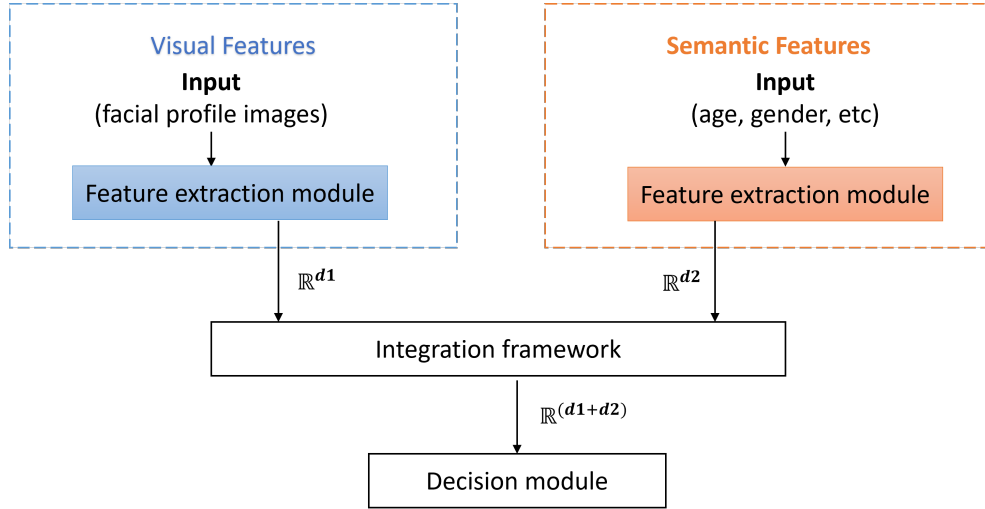 Visual Features
Input
(facial profile images)
Feature extraction module
Semantic Features
Input
(age, gender, etc)
Feature extraction module
ℝ^{d1}
ℝ^{d2}
Integration framework
ℝ^{(d1+d2)}
Decision module